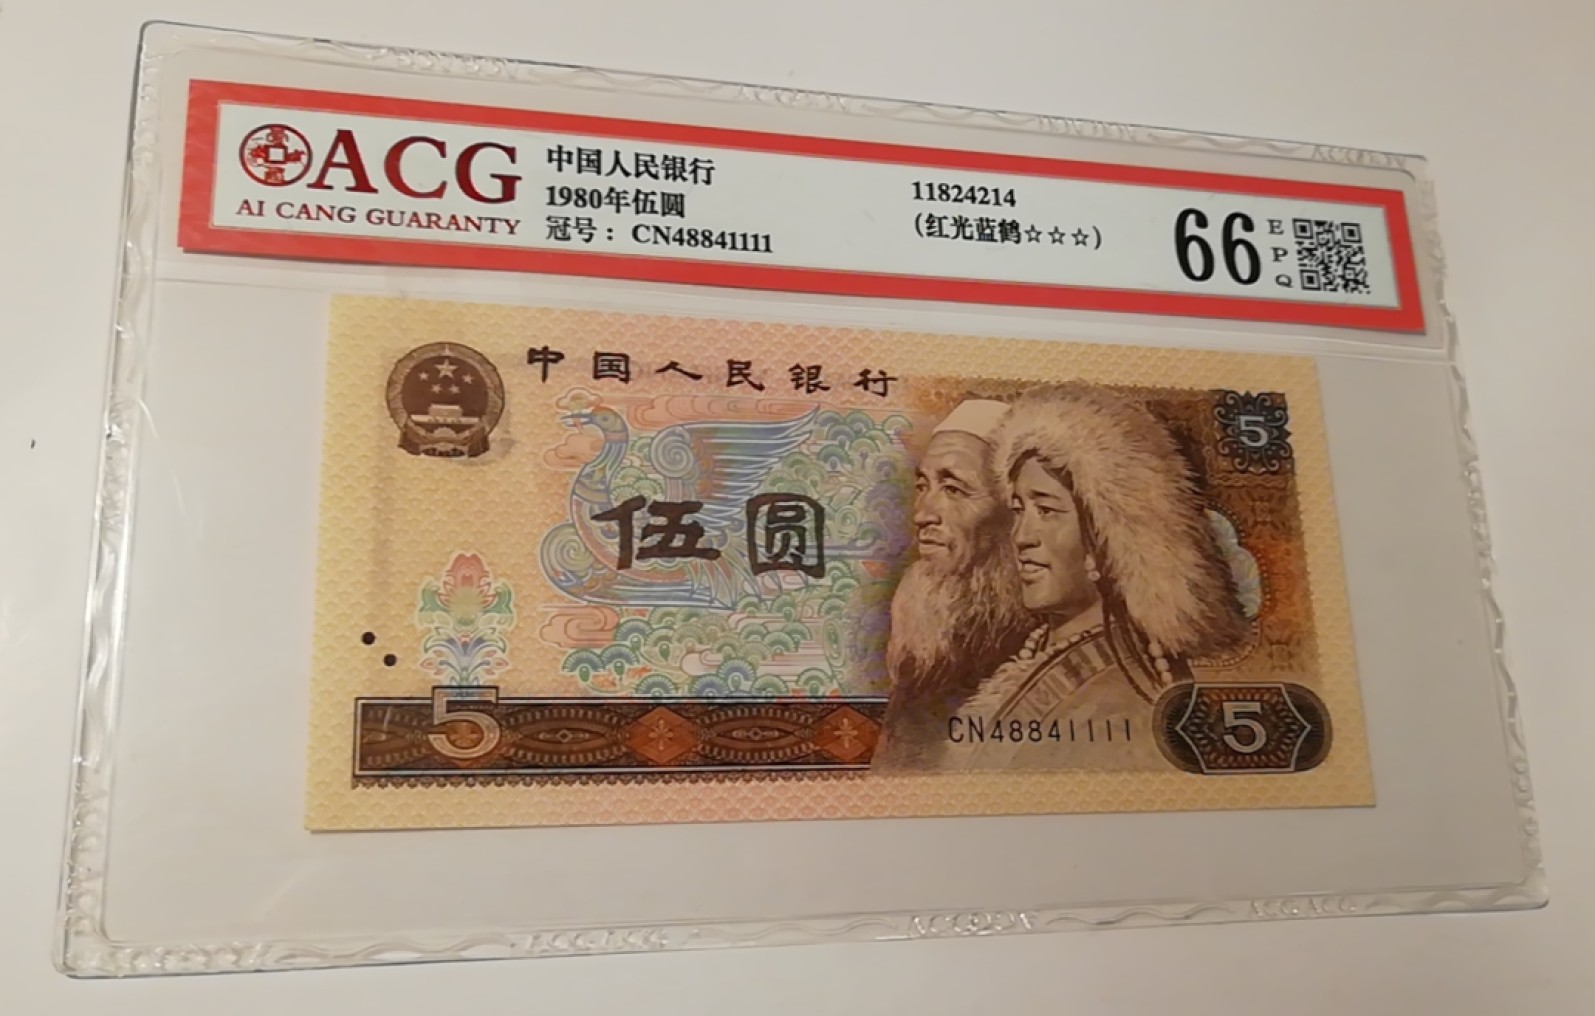 ACG
AI CANG GUARANTY
中国人民银行
1980年伍圆
冠号：CN48841111
11824214
(红光蓝鹤☆☆☆)
66
EPQ
中国人民银行
5
伍圆
5
CN48841111
5